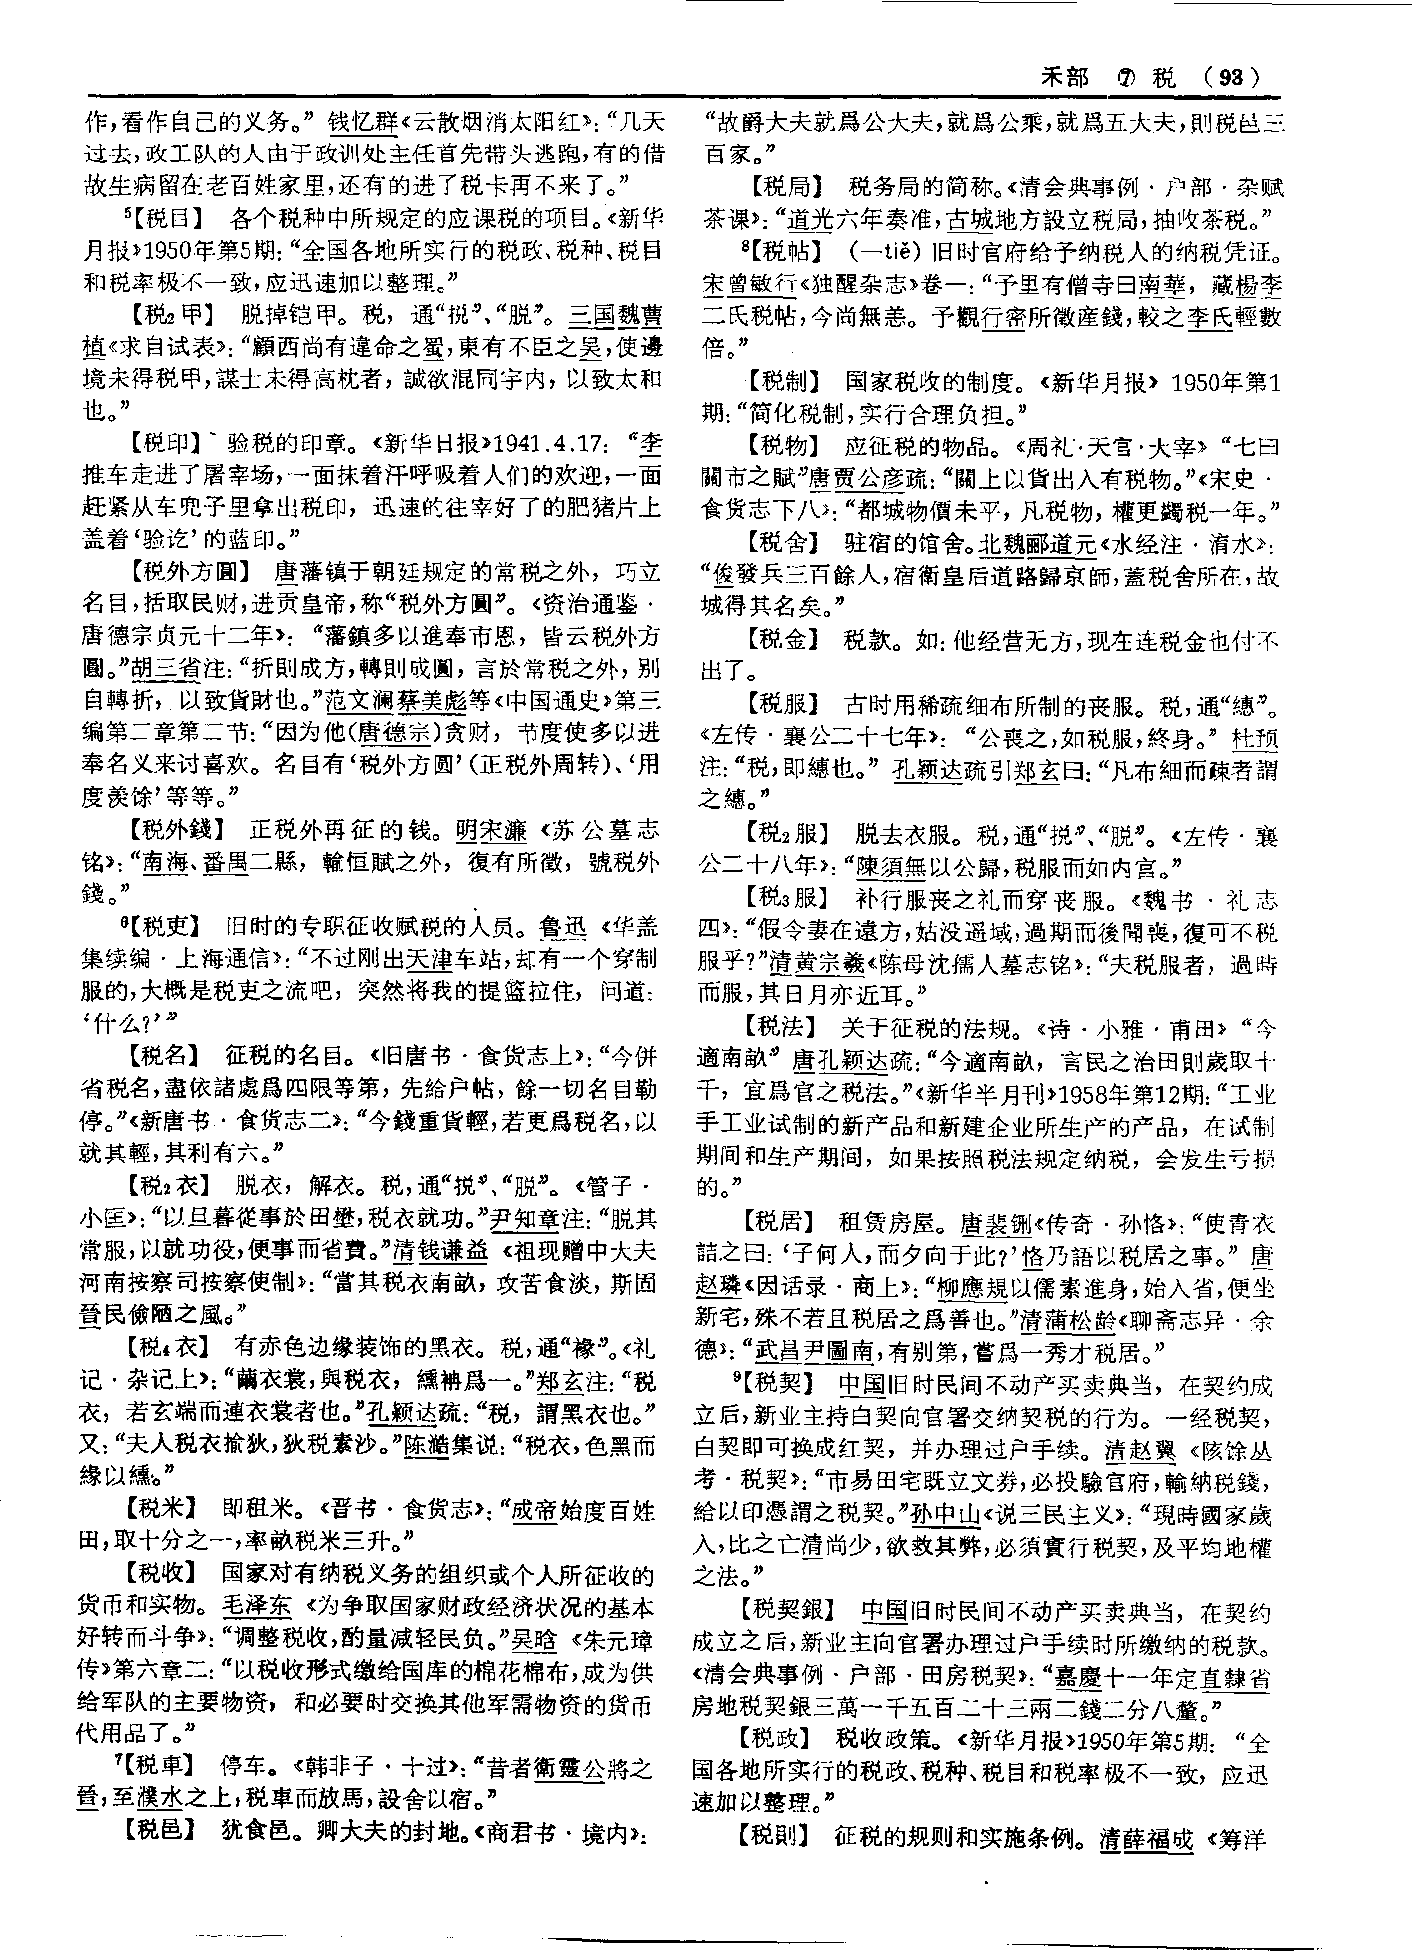 禾部 ⑦ 税 （93）
作，看作自己的义务。”钱忆群《云散烟消太阳红》：“几天
过去，政工队的人由于政训处主任首先带头逃跑，有的借
故生病留在老百姓家里，还有的进了税卡再不来了。”
⁵【税目】 各个税种中所规定的应课税的项目。《新华
月报》1950年第5期：“全国各地所实行的税政、税种、税目
和税率极不一致，应迅速加以整理。”
【税₂甲】 脱掉铠甲。税，通“挩”、“脱”。三国魏曹
植《求自试表》：“顧西尚有違命之蜀，東有不臣之吴，使邊
境未得税甲，謀士未得高枕者，誠欲混同宇内，以致太和
也。”
【税印】 验税的印章。《新华日报》1941.4.17：“李
推车走进了屠宰场，一面抹着汗呼吸着人们的欢迎，一面
赶紧从车兜子里拿出税印，迅速的往宰好了的肥猪片上
盖着‘验讫’的蓝印。”
【税外方圓】 唐藩镇于朝廷规定的常税之外，巧立
名目，括取民财，进贡皇帝，称“税外方圓”。《资治通鉴·
唐德宗贞元十二年》：“藩鎮多以進奉市恩，皆云税外方
圓。”胡三省注：“折則成方，轉則成圓，言於常税之外，别
自轉折，以致貨財也。”范文澜蔡美彪等《中国通史》第三
编第二章第二节：“因为他（唐德宗）贪财，节度使多以进
奉名义来讨喜欢。名目有‘税外方圆’（正税外周转）、‘用
度羡馀’等等。”
【税外錢】 正税外再征的钱。明宋濂《苏公墓志
铭》：“南海、番禺二縣，輸恒賦之外，復有所徵，號税外
錢。”
⁶【税吏】 旧时的专职征收赋税的人员。鲁迅《华盖
集续编·上海通信》：“不过刚出天津车站，却有一个穿制
服的，大概是税吏之流吧，突然将我的提篮拉住，问道：
‘什么？’”
【税名】 征税的名目。《旧唐书·食货志上》：“今併
省税名，盡依諸處爲四限等第，先給户帖，餘一切名目勒
停。”《新唐书·食货志二》：“今錢重貨輕，若更爲税名，以
就其輕，其利有六。”
【税₂衣】 脱衣，解衣。税，通“挩”、“脱”。《管子·
小匡》：“以旦暮從事於田壄，税衣就功。”尹知章注：“脱其
常服，以就功役，便事而省費。”清钱谦益《祖现赠中大夫
河南按察司按察使制》：“當其税衣南畝，攻苦食淡，斯固
晉民儉陋之風。”
【税₄衣】 有赤色边缘装饰的黑衣。税，通“褖”。《礼
记·杂记上》：“繭衣裳，與税衣，纁袡爲一。”郑玄注：“税
衣，若玄端而連衣裳者也。”孔颖达疏：“税，謂黑衣也。”
又：“夫人税衣揄狄，狄税素沙。”陈澔集说：“税衣，色黑而
緣以纁。”
【税米】 即租米。《晋书·食货志》：“成帝始度百姓
田，取十分之一，率畝税米三升。”
【税收】 国家对有纳税义务的组织或个人所征收的
货币和实物。毛泽东《为争取国家财政经济状况的基本
好转而斗争》：“调整税收，酌量减轻民负。”吴晗《朱元璋
传》第六章二：“以税收形式缴给国库的棉花棉布，成为供
给军队的主要物资，和必要时交换其他军需物资的货币
代用品了。”
⁷【税車】 停车。《韩非子·十过》：“昔者衛靈公將之
晉，至濮水之上，税車而放馬，設舍以宿。”
【税邑】 犹食邑。卿大夫的封地。《商君书·境内》：
“故爵大夫就爲公大夫，就爲公乘，就爲五大夫，則税邑三
百家。”
【税局】 税务局的简称。《清会典事例·户部·杂赋
茶课》：“道光六年奏准，古城地方設立税局，抽收茶税。”
⁸【税帖】 （—tiě）旧时官府给予纳税人的纳税凭证。
宋曾敏行《独醒杂志》卷一：“予里有僧寺曰南華，藏楊李
二氏税帖，今尚無恙。予觀行密所徵産錢，較之李氏輕數
倍。”
【税制】 国家税收的制度。《新华月报》1950年第1
期：“简化税制，实行合理负担。”
【税物】 应征税的物品。《周礼·天官·大宰》“七曰
關市之賦”唐贾公彦疏：“關上以貨出入有税物。”《宋史·
食货志下八》：“都城物價未平，凡税物，權更蠲税一年。”
【税舍】 驻宿的馆舍。北魏郦道元《水经注·淯水》：
“俊發兵三百餘人，宿衛皇后道路歸京師，蓋税舍所在，故
城得其名矣。”
【税金】 税款。如：他经营无方，现在连税金也付不
出了。
【税服】 古时用稀疏细布所制的丧服。税，通“繐”。
《左传·襄公二十七年》：“公喪之，如税服，終身。”杜预
注：“税，即繐也。”孔颖达疏引郑玄曰：“凡布細而疎者謂
之繐。”
【税₂服】 脱去衣服。税，通“挩”、“脱”。《左传·襄
公二十八年》：“陳須無以公歸，税服而如内宫。”
【税₃服】 补行服丧之礼而穿丧服。《魏书·礼志
四》：“假令妻在遠方，姑没遥域，過期而後聞喪，復可不税
服乎？”清黄宗羲《陈母沈孺人墓志铭》：“夫税服者，過時
而服，其日月亦近耳。”
【税法】 关于征税的法规。《诗·小雅·甫田》“今
適南畝”唐孔颖达疏：“今適南畝，言民之治田則歲取十
千，宜爲官之税法。”《新华半月刊》1958年第12期：“工业
手工业试制的新产品和新建企业所生产的产品，在试制
期间和生产期间，如果按照税法规定纳税，会发生亏损
的。”
【税居】 租赁房屋。唐裴铏《传奇·孙恪》：“使青衣
詰之曰：‘子何人，而夕向于此？’恪乃語以税居之事。”唐
赵璘《因话录·商上》：“柳應規以儒素進身，始入省，便坐
新宅，殊不若且税居之爲善也。”清蒲松龄《聊斋志异·余
德》：“武昌尹圖南，有别第，嘗爲一秀才税居。”
⁹【税契】 中国旧时民间不动产买卖典当，在契约成
立后，新业主持白契向官署交纳契税的行为。一经税契，
白契即可换成红契，并办理过户手续。清赵翼《陔馀丛
考·税契》：“市易田宅既立文券，必投驗官府，輸納税錢，
給以印憑謂之税契。”孙中山《说三民主义》：“現時國家歲
入，比之亡清尚少，欲救其弊，必須實行税契，及平均地權
之法。”
【税契銀】 中国旧时民间不动产买卖典当，在契约
成立之后，新业主向官署办理过户手续时所缴纳的税款。
《清会典事例·户部·田房税契》：“嘉慶十一年定直隸省
房地税契銀三萬一千五百二十三兩二錢二分八釐。”
【税政】 税收政策。《新华月报》1950年第5期：“全
国各地所实行的税政、税种、税目和税率极不一致，应迅
速加以整理。”
【税則】 征税的规则和实施条例。清薛福成《筹洋